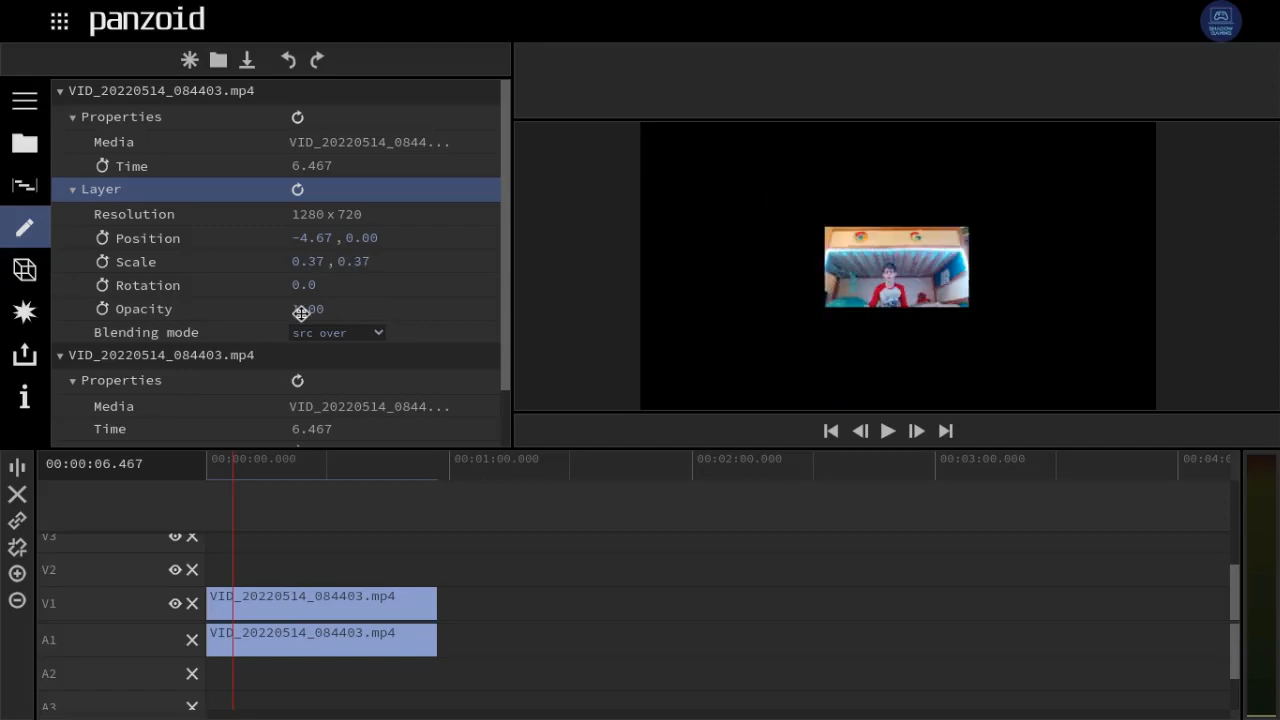 panzoid
SHADOW GAMING
VID_20220514_084403.mp4
Properties
Media VID_20220514_0844...
Time 6.467
Layer
Resolution 1280 x 720
Position -4.67 , 0.00
Scale 0.37 , 0.37
Rotation 0.0
Opacity 1.00
Blending mode src over
VID_20220514_084403.mp4
Properties
Media VID_20220514_0844...
Time 6.467
00:00:06.467 00:00:00.000 00:01:00.000 00:02:00.000 00:03:00.000 00:04:0
V3
V2
V1 VID_20220514_084403.mp4
A1 VID_20220514_084403.mp4
A2
A3